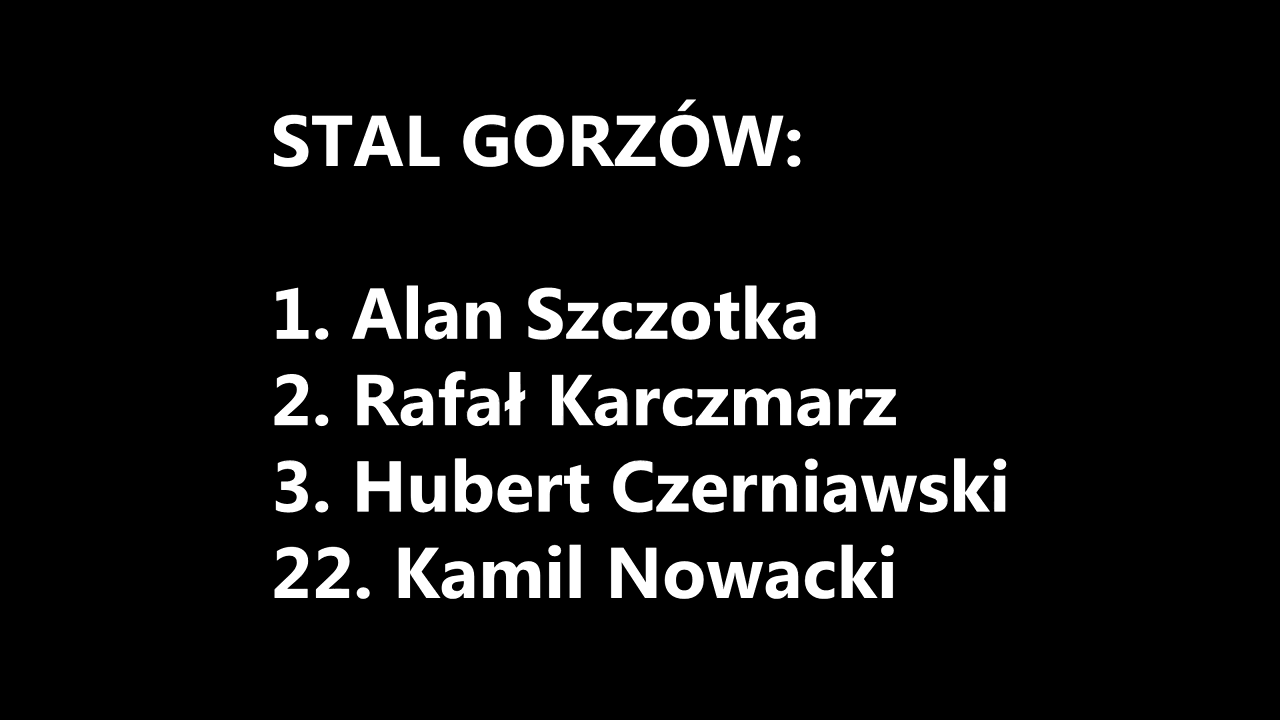 STAL GORZÓW:
1. Alan Szczotka
2. Rafał Karczmarz
3. Hubert Czerniawski
22. Kamil Nowacki